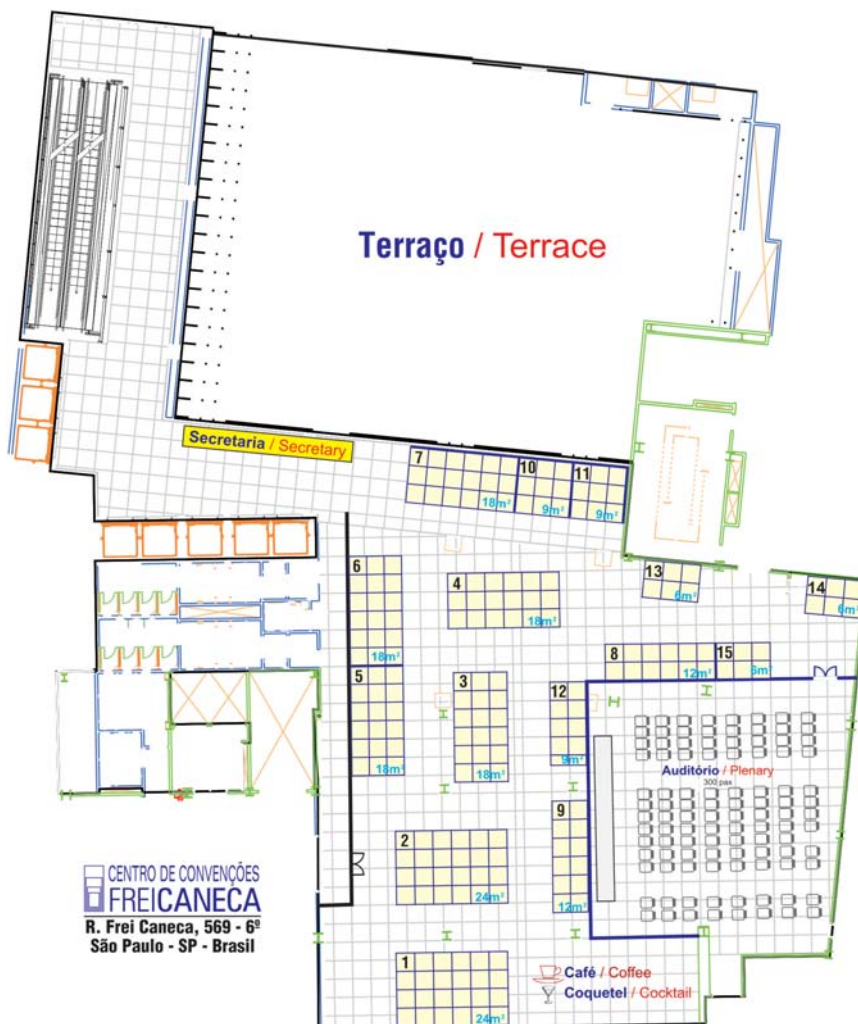 Terraço / Terrace
Secretaria / Secretary
7
18m²
10
9m²
11
9m²
6
18m²
4
18m²
13
6m²
14
6m²
5
18m²
3
18m²
8
12m²
15
6m²
12
9m²
Auditório / Plenary
300 pax
9
12m²
2
24m²
CENTRO DE CONVENÇÕES
FREICANECA
R. Frei Caneca, 569 - 6º
São Paulo - SP - Brasil
1
24m²
Café / Coffee
Coquetel / Cocktail